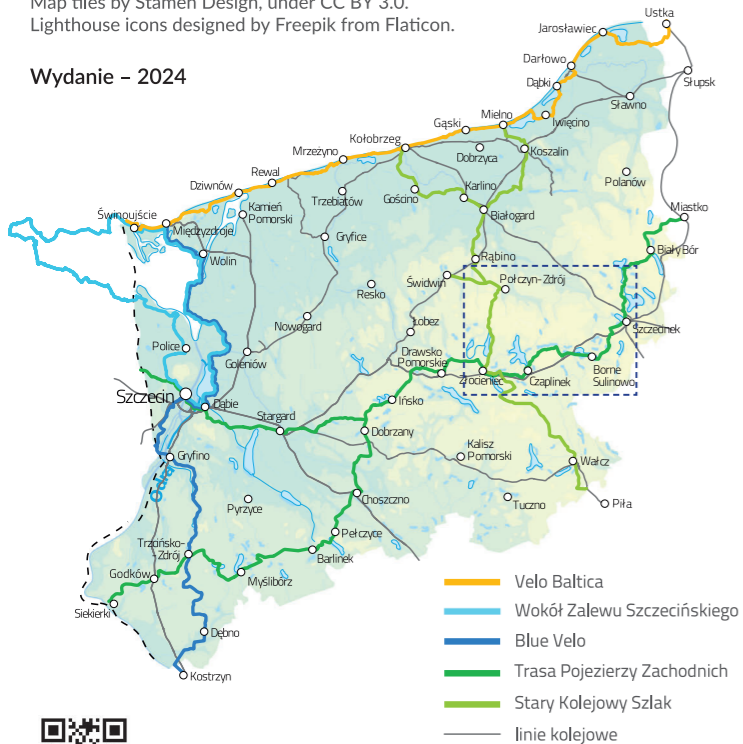 Map tiles by Stamen Design, under CC BY 3.0.
Lighthouse icons designed by Freepik from Flaticon.
Wydanie – 2024
Ustka
Jarosławiec
Darłowo
Słupsk
Dąbki
Sławno
Mielno
Iwięcino
Gąski
Kołobrzeg
Koszalin
Dobrzyca
Mrzeżyno
Rewal
Polanów
Dziwnów
Karlino
Gościno
Trzebiatów
Kamień
Pomorski
Białogard
Miastko
Świnoujście
Międzyzdroje
Gryfice
Biały Bór
Wolin
Rąbino
Świdwin
Połczyn-Zdrój
Resko
Nowogard
Łobez
Szczecinek
Police
Goleniów
Drawsko
Pomorskie
Złocieniec
Czaplinek
Borne
Sulinowo
Szczecin
Dąbie
Ińsko
Stargard
Dobrzany
Kalisz
Pomorski
Gryfino
Wałcz
Odra
Choszczno
Pyrzyce
Tuczno
Piła
Pełczyce
Trzcińsko-
Zdrój
Barlinek
Godków
Myślibórz
Siekierki
Dębno
Kostrzyn
Velo Baltica
Wokół Zalewu Szczecińskiego
Blue Velo
Trasa Pojezierzy Zachodnich
Stary Kolejowy Szlak
linie kolejowe